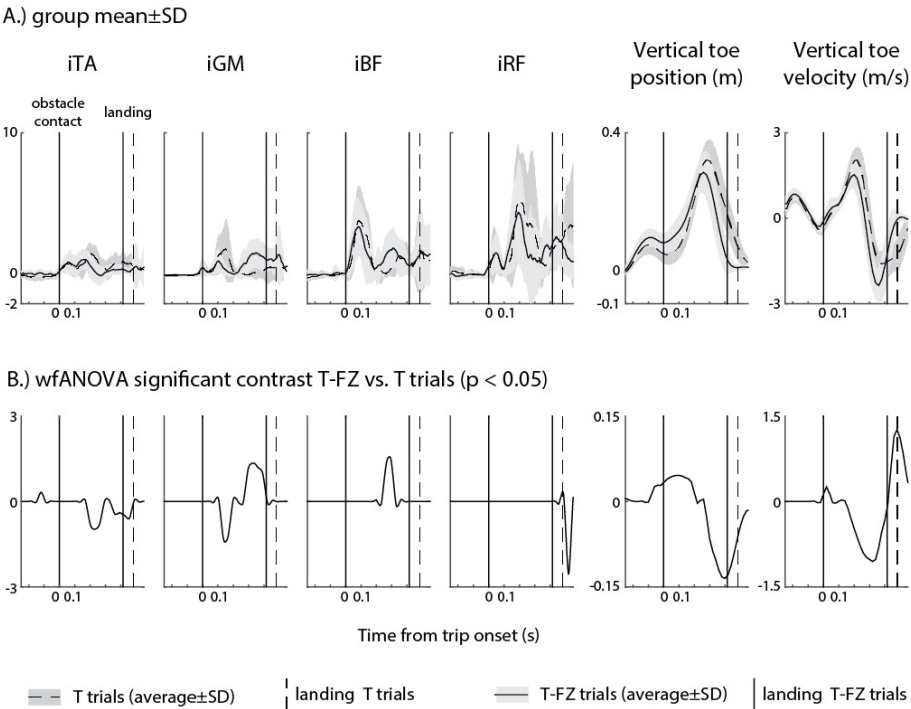 A.) group mean±SD
iTA
iGM
iBF
iRF
Vertical toe
position (m)
Vertical toe
velocity (m/s)
obstacle
contact
landing
10
0
-2
0.4
0
-0.1
3
0
-3
0 0.1
0 0.1
0 0.1
0 0.1
0 0.1
0 0.1
B.) wfANOVA significant contrast T-FZ vs. T trials (p < 0.05)
3
0
-3
0.15
0
-0.15
1.5
0
-1.5
0 0.1
0 0.1
0 0.1
0 0.1
0 0.1
0 0.1
Time from trip onset (s)
T trials (average±SD)
landing T trials
T-FZ trials (average±SD)
landing T-FZ trials